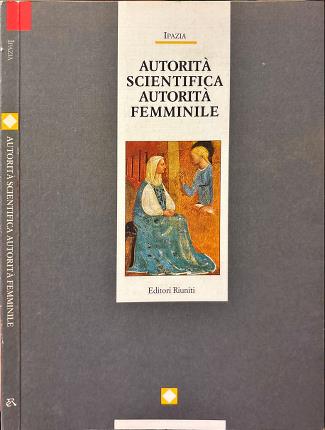 IPAZIA
AUTORITÀ SCIENTIFICA AUTORITÀ FEMMINILE
IPAZIA
AUTORITÀ
SCIENTIFICA
AUTORITÀ
FEMMINILE
Editori Riuniti